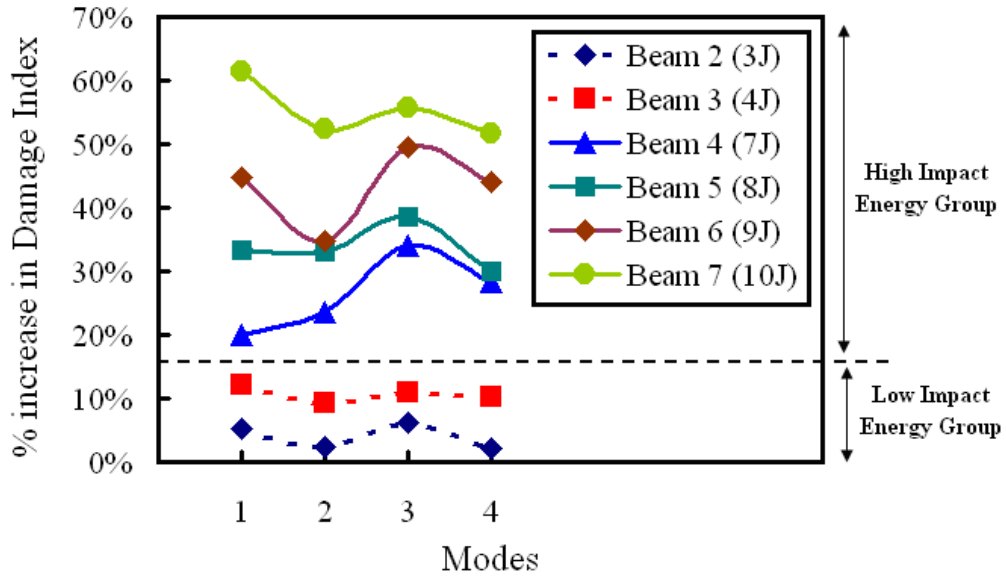 70%
60%
50%
40%
30%
20%
10%
0%
% increase in Damage Index
1 2 3 4
Modes
Beam 2 (3J)
Beam 3 (4J)
Beam 4 (7J)
Beam 5 (8J)
Beam 6 (9J)
Beam 7 (10J)
High Impact
Energy Group
Low Impact
Energy Group